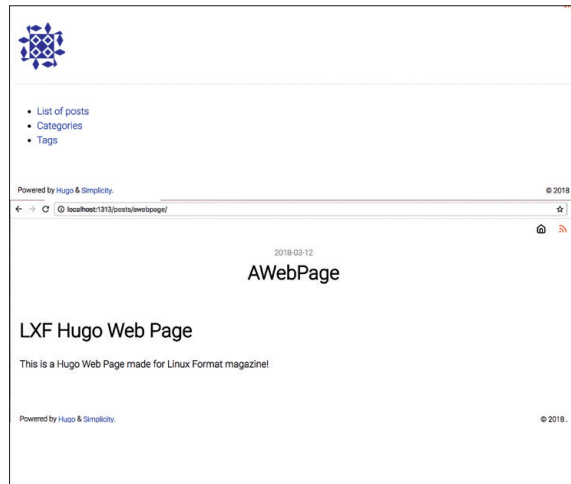 List of posts
Categories
Tags
Powered by Hugo & Simplicity.
© 2018
localhost:1313/posts/awebpage/
2018-03-12
AWebPage
LXF Hugo Web Page
This is a Hugo Web Page made for Linux Format magazine!
Powered by Hugo & Simplicity.
© 2018 .